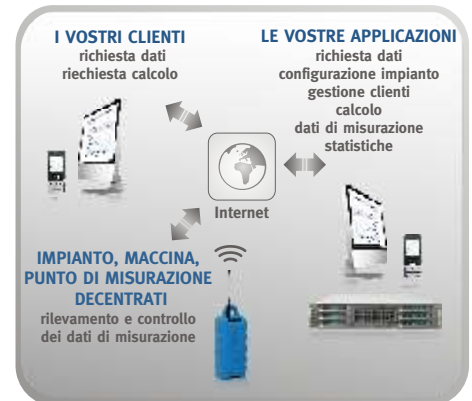 I VOSTRI CLIENTI
richiesta dati
riechiesta calcolo
LE VOSTRE APPLICAZIONI
richiesta dati
configurazione impianto
gestione clienti
calcolo
dati di misurazione
statistiche
Internet
IMPIANTO, MACCINA,
PUNTO DI MISURAZIONE
DECENTRATI
rilevamento e controllo
dei dati di misurazione